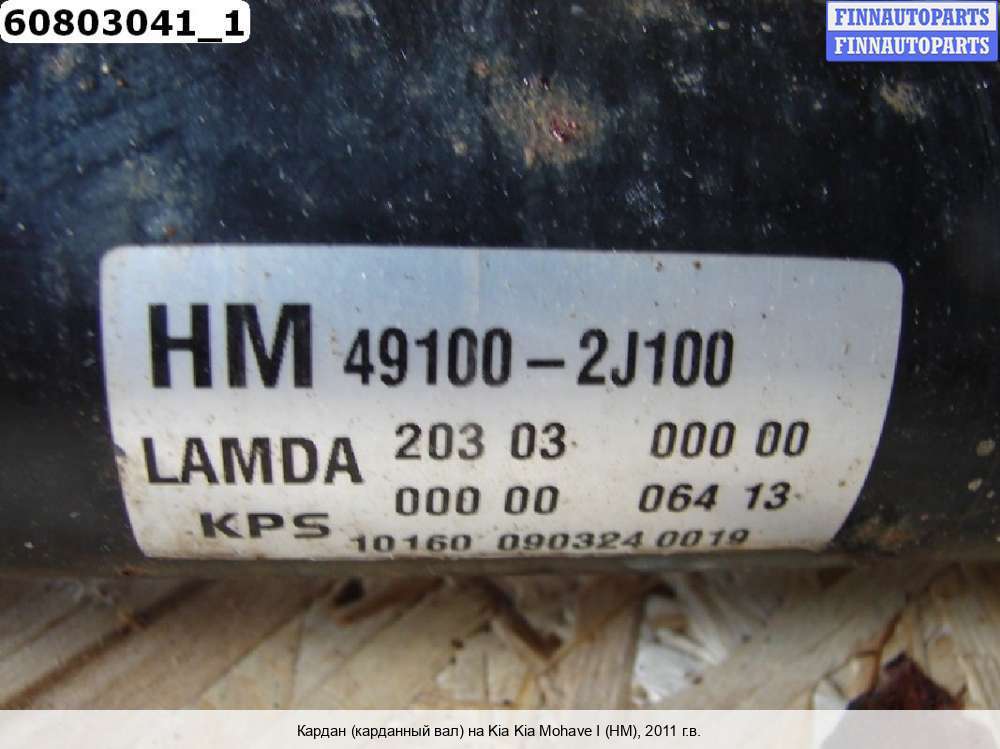 60803041_1
FINNAUTOPARTS
FINNAUTOPARTS
HM 49100-2J100
LAMDA 203 03 000 00
000 00 064 13
KPS 10160 090324 0019
Кардан (карданный вал) на Kia Kia Mohave I (HM), 2011 г.в.